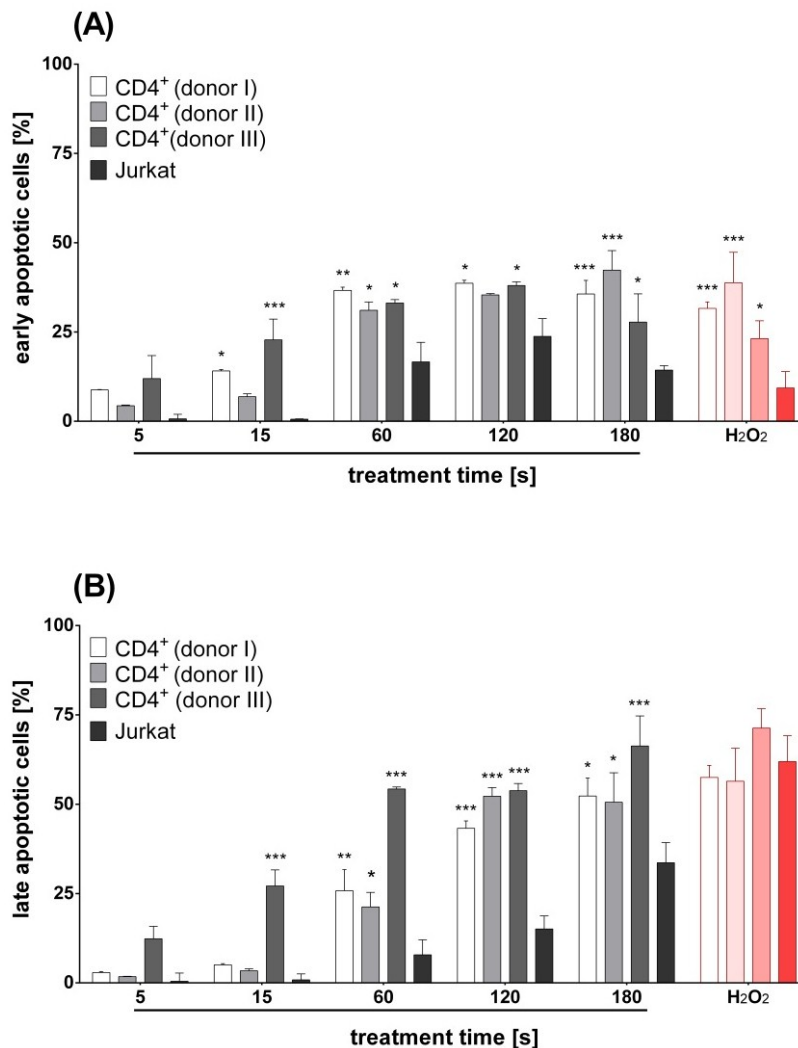 (A)
100
75
50
25
0
early apoptotic cells [%]
CD4⁺ (donor I)
CD4⁺ (donor II)
CD4⁺(donor III)
Jurkat
* *** ** * * * * *** *** * *** *** *
5 15 60 120 180 H₂O₂
treatment time [s]
(B)
100
75
50
25
0
late apoptotic cells [%]
CD4⁺ (donor I)
CD4⁺ (donor II)
CD4⁺ (donor III)
Jurkat
*** ** * *** *** *** *** * * ***
5 15 60 120 180 H₂O₂
treatment time [s]